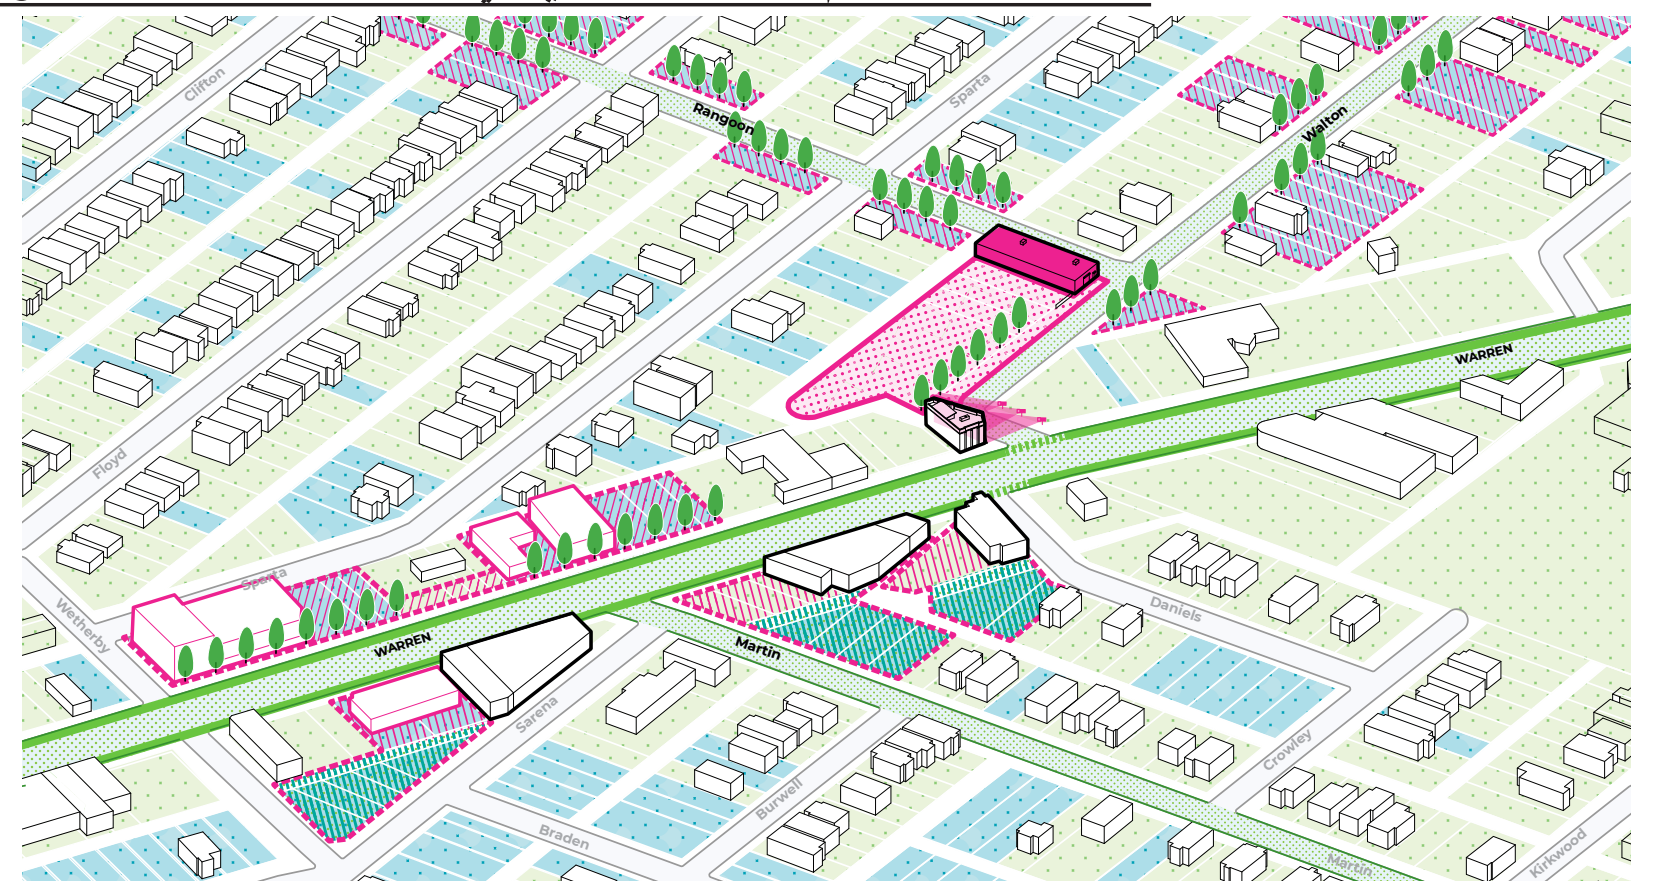 Clifton
Sparta
Rangoon
Walton
WARREN
Floyd
Sparta
Wetherby
Daniels
WARREN
Martin
Sarena
Crowley
Burwell
Braden
Martin
Kirkwood